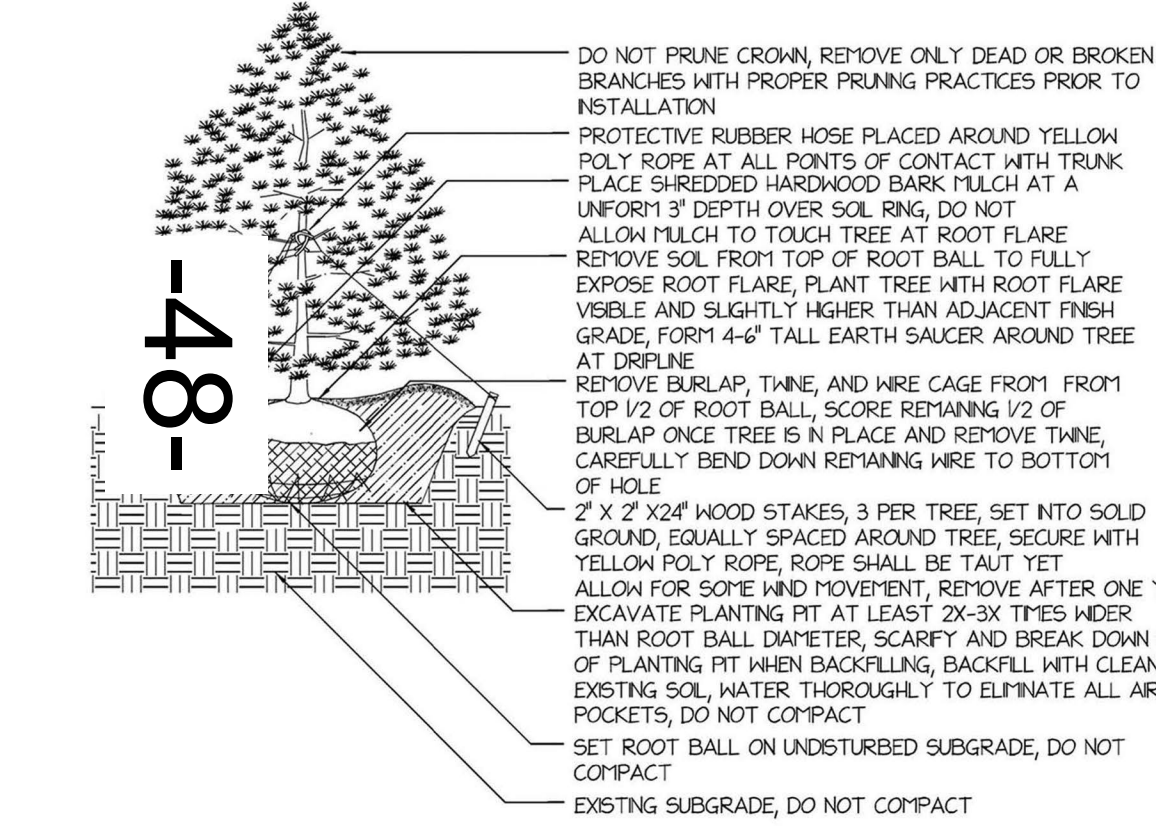 DO NOT PRUNE CROWN, REMOVE ONLY DEAD OR BROKEN
BRANCHES WITH PROPER PRUNING PRACTICES PRIOR TO
INSTALLATION
PROTECTIVE RUBBER HOSE PLACED AROUND YELLOW
POLY ROPE AT ALL POINTS OF CONTACT WITH TRUNK
PLACE SHREDDED HARDWOOD BARK MULCH AT A
UNIFORM 3" DEPTH OVER SOIL RING, DO NOT
ALLOW MULCH TO TOUCH TREE AT ROOT FLARE
REMOVE SOIL FROM TOP OF ROOT BALL TO FULLY
EXPOSE ROOT FLARE, PLANT TREE WITH ROOT FLARE
VISIBLE AND SLIGHTLY HIGHER THAN ADJACENT FINISH
GRADE, FORM 4-6" TALL EARTH SAUCER AROUND TREE
AT DRIPLINE
REMOVE BURLAP, TWINE, AND WIRE CAGE FROM FROM
TOP 1/2 OF ROOT BALL, SCORE REMAINING 1/2 OF
BURLAP ONCE TREE IS IN PLACE AND REMOVE TWINE,
CAREFULLY BEND DOWN REMAINING WIRE TO BOTTOM
OF HOLE
2" X 2" X24" WOOD STAKES, 3 PER TREE, SET INTO SOLID
GROUND, EQUALLY SPACED AROUND TREE, SECURE WITH
YELLOW POLY ROPE, ROPE SHALL BE TAUT YET
ALLOW FOR SOME WIND MOVEMENT, REMOVE AFTER ONE
EXCAVATE PLANTING PIT AT LEAST 2X-3X TIMES WIDER
THAN ROOT BALL DIAMETER, SCARIFY AND BREAK DOWN
OF PLANTING PIT WHEN BACKFILLING, BACKFILL WITH CLEAN
EXISTING SOIL, WATER THOROUGHLY TO ELIMINATE ALL AIR
POCKETS, DO NOT COMPACT
SET ROOT BALL ON UNDISTURBED SUBGRADE, DO NOT
COMPACT
EXISTING SUBGRADE, DO NOT COMPACT
-48-